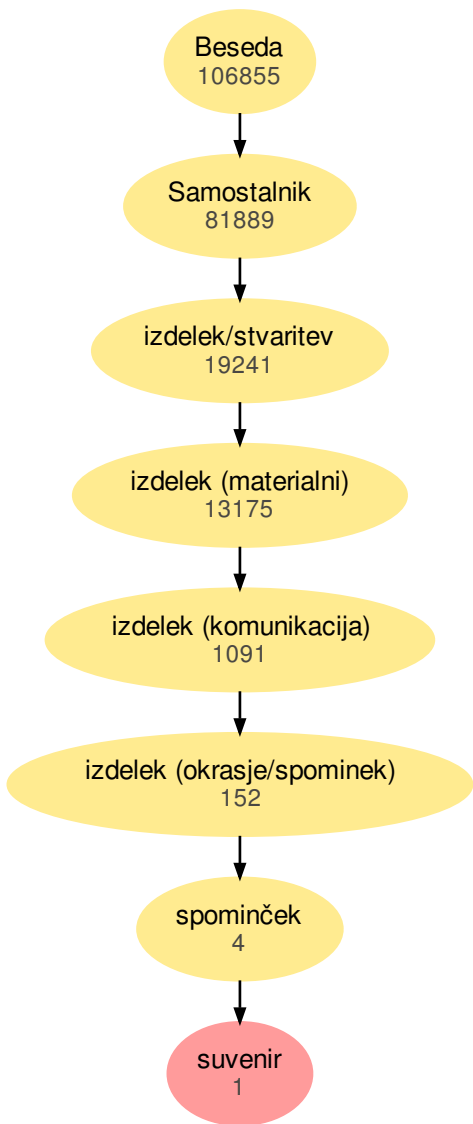 Beseda
106855
Samostalnik
81889
izdelek/stvaritev
19241
izdelek (materialni)
13175
izdelek (komunikacija)
1091
izdelek (okrasje/spominek)
152
spominček
4
suvenir
1